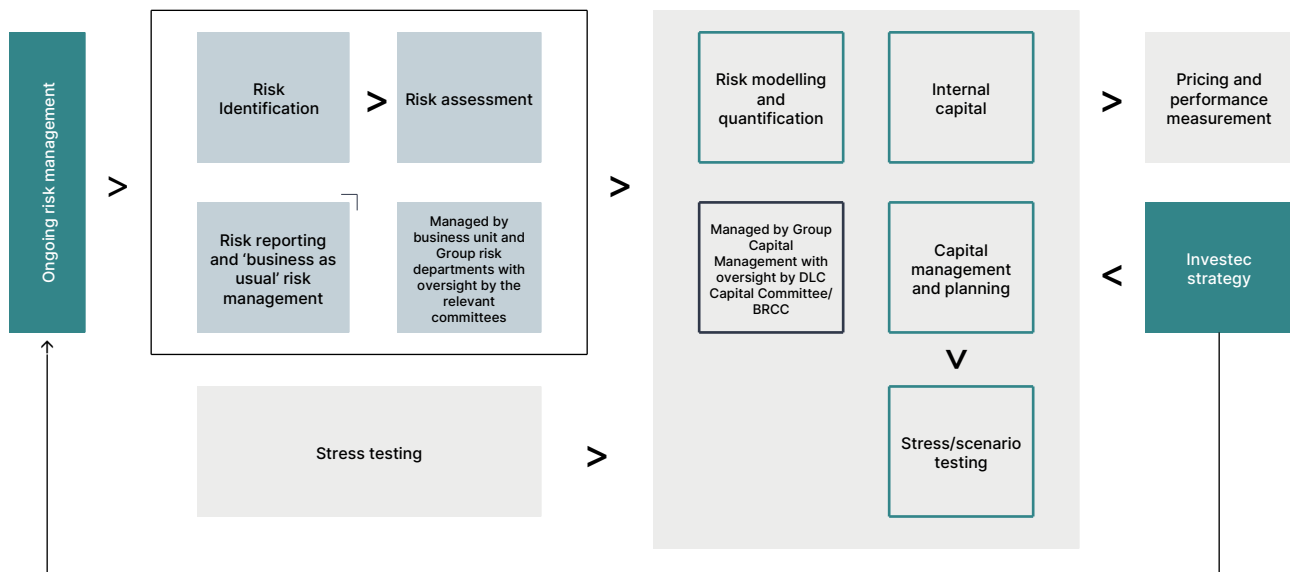 Ongoing risk management
Risk
Identification
>
Risk assessment
>
Risk reporting
and ‘business as
usual’ risk
management
Managed by
business unit and
Group risk
departments with
oversight by the
relevant
committees
>
Risk modelling
and
quantification
Internal
capital
>
Pricing and
performance
measurement
Managed by Group
Capital
Management with
oversight by DLC
Capital Committee/
BRCC
Capital
management
and planning
<
Investec
strategy
>
Stress testing
>
Stress/scenario
testing